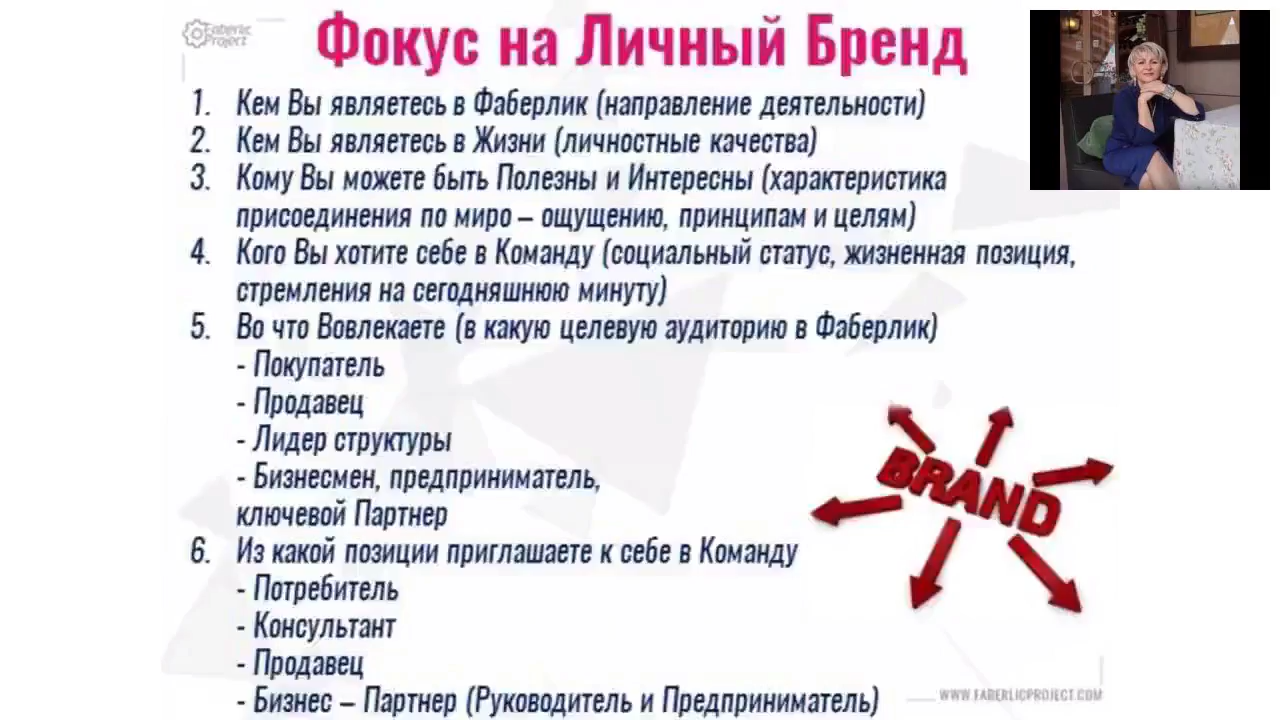 Faberlic
Project
Фокус на Личный Бренд
1. Кем Вы являетесь в Фаберлик (направление деятельности)
2. Кем Вы являетесь в Жизни (личностные качества)
3. Кому Вы можете быть Полезны и Интересны (характеристика
присоединения по миро – ощущению, принципам и целям)
4. Кого Вы хотите себе в Команду (социальный статус, жизненная позиция,
стремления на сегодняшнюю минуту)
5. Во что Вовлекаете (в какую целевую аудиторию в Фаберлик)
- Покупатель
- Продавец
- Лидер структуры
- Бизнесмен, предприниматель,
ключевой Партнер
BRAND
6. Из какой позиции приглашаете к себе в Команду
- Потребитель
- Консультант
- Продавец
- Бизнес – Партнер (Руководитель и Предприниматель)
WWW.FABERLICPROJECT.COM